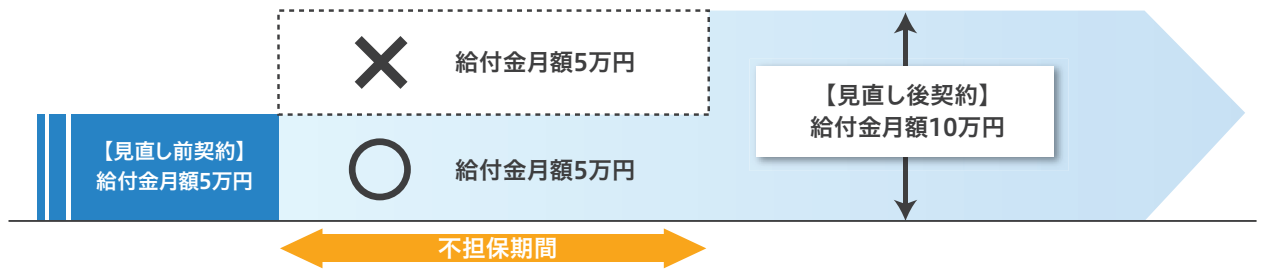 給付金月額5万円
【見直し後契約】
給付金月額10万円
【見直し前契約】
給付金月額5万円
給付金月額5万円
不担保期間